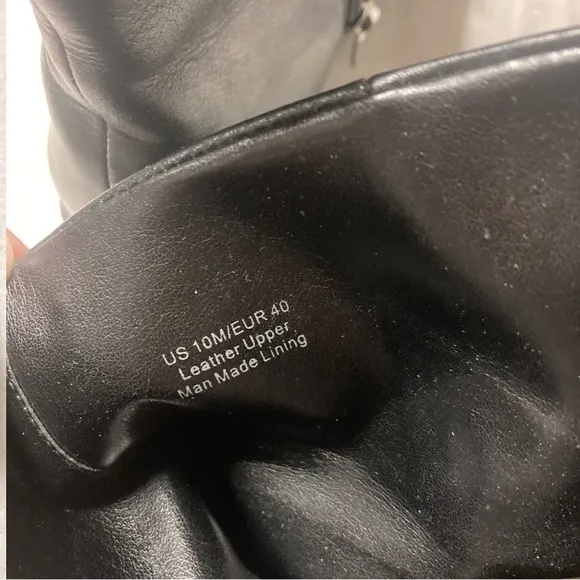 US 10M/EUR 40
Leather Upper
Man Made Lining